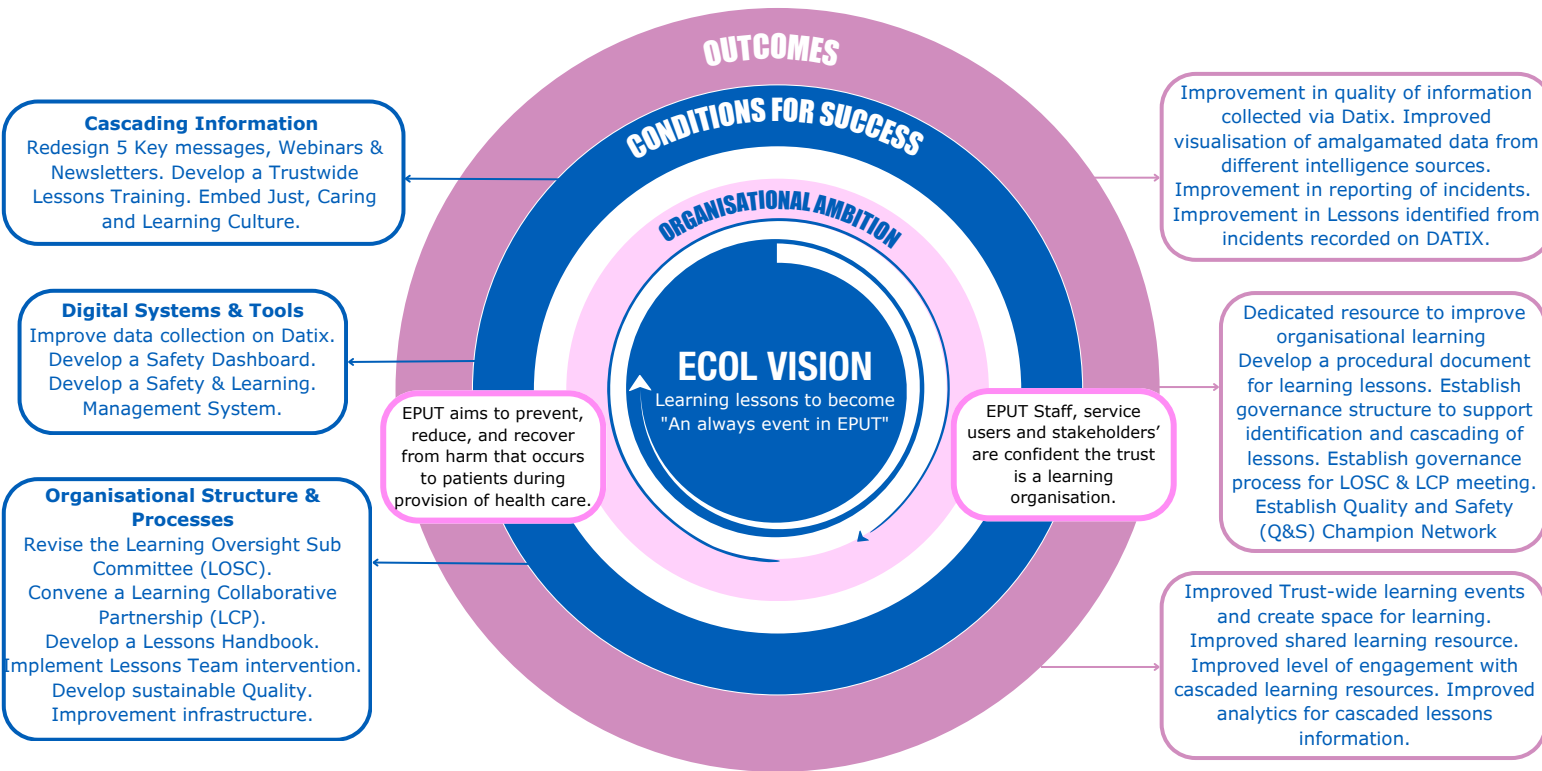 OUTCOMES
CONDITIONS FOR SUCCESS
ORGANISATIONAL AMBITION
ECOL VISION
Learning lessons to become
"An always event in EPUT"
EPUT aims to prevent,
reduce, and recover
from harm that occurs
to patients during
provision of health care.
EPUT Staff, service
users and stakeholders’
are confident the trust
is a learning
organisation.
Cascading Information
Redesign 5 Key messages, Webinars &
Newsletters. Develop a Trustwide
Lessons Training. Embed Just, Caring
and Learning Culture.
Digital Systems & Tools
Improve data collection on Datix.
Develop a Safety Dashboard.
Develop a Safety & Learning.
Management System.
Organisational Structure &
Processes
Revise the Learning Oversight Sub
Committee (LOSC).
Convene a Learning Collaborative
Partnership (LCP).
Develop a Lessons Handbook.
Implement Lessons Team intervention.
Develop sustainable Quality.
Improvement infrastructure.
Improvement in quality of information
collected via Datix. Improved
visualisation of amalgamated data from
different intelligence sources.
Improvement in reporting of incidents.
Improvement in Lessons identified from
incidents recorded on DATIX.
Dedicated resource to improve
organisational learning
Develop a procedural document
for learning lessons. Establish
governance structure to support
identification and cascading of
lessons. Establish governance
process for LOSC & LCP meeting.
Establish Quality and Safety
(Q&S) Champion Network
Improved Trust-wide learning events
and create space for learning.
Improved shared learning resource.
Improved level of engagement with
cascaded learning resources. Improved
analytics for cascaded lessons
information.